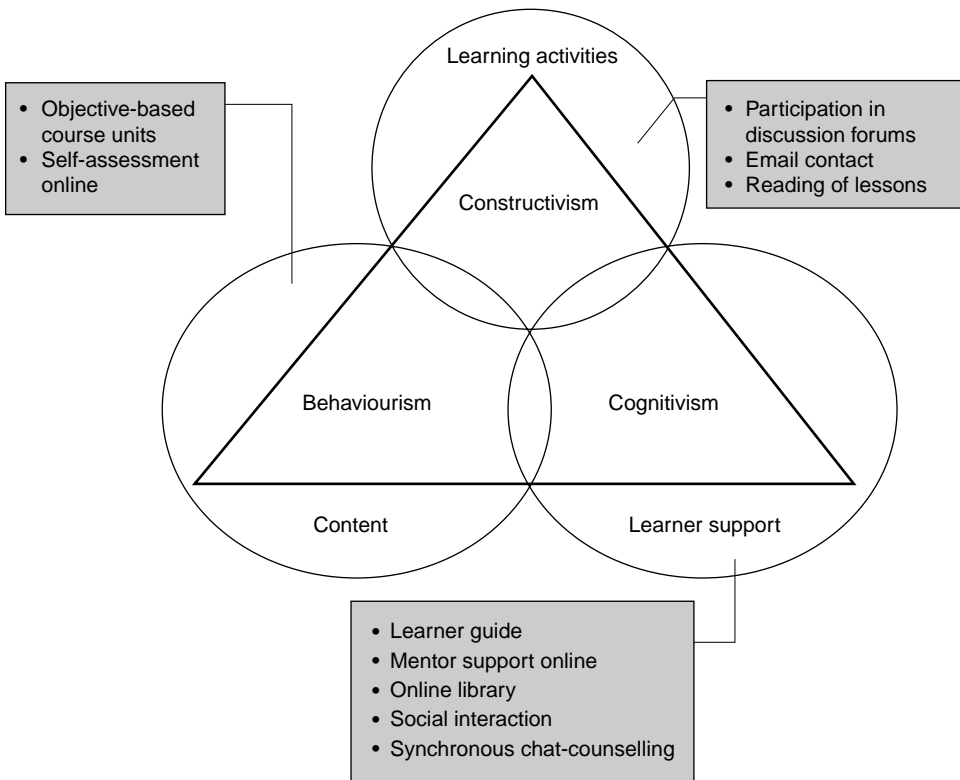 Learning activities
• Objective-based
course units
• Self-assessment
online
• Participation in
discussion forums
• Email contact
• Reading of lessons
Constructivism
Behaviourism
Cognitivism
Content
Learner support
• Learner guide
• Mentor support online
• Online library
• Social interaction
• Synchronous chat-counselling